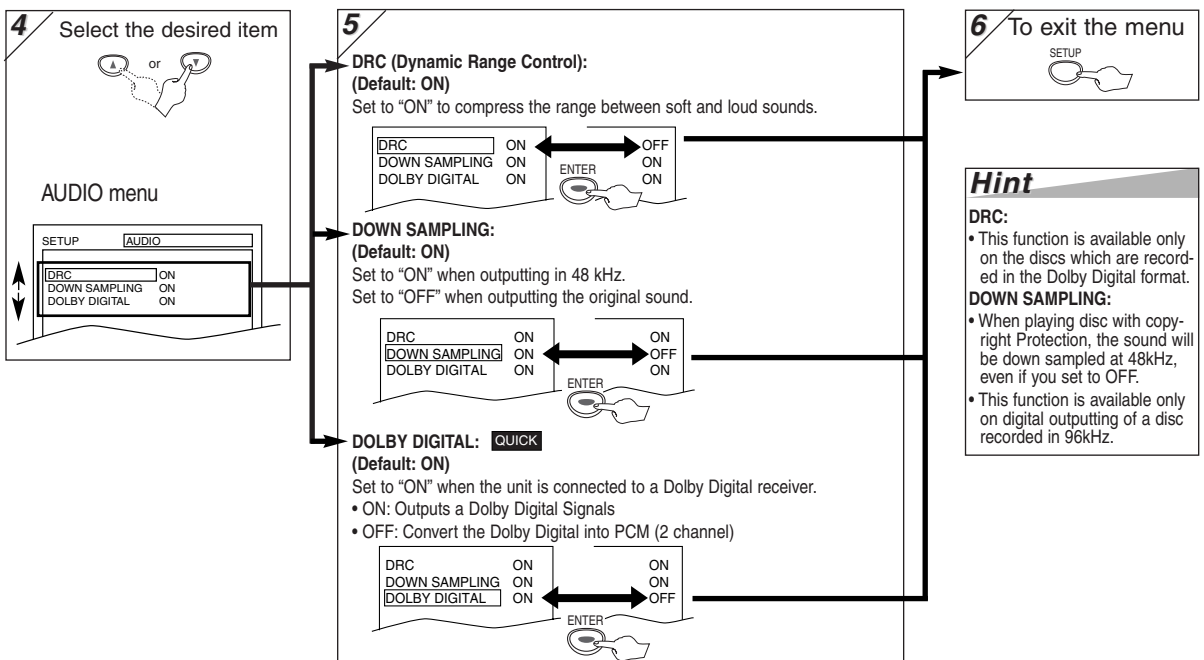 4
Select the desired item
or
AUDIO menu
SETUP AUDIO
DRC ON
DOWN SAMPLING ON
DOLBY DIGITAL ON
5
DRC (Dynamic Range Control):
(Default: ON)
Set to “ON” to compress the range between soft and loud sounds.
DRC ON OFF
DOWN SAMPLING ON ON
DOLBY DIGITAL ON ON
ENTER
DOWN SAMPLING:
(Default: ON)
Set to “ON” when outputting in 48 kHz.
Set to “OFF” when outputting the original sound.
DRC ON ON
DOWN SAMPLING ON OFF
DOLBY DIGITAL ON ON
ENTER
DOLBY DIGITAL: QUICK
(Default: ON)
Set to “ON” when the unit is connected to a Dolby Digital receiver.
• ON: Outputs a Dolby Digital Signals
• OFF: Convert the Dolby Digital into PCM (2 channel)
DRC ON ON
DOWN SAMPLING ON ON
DOLBY DIGITAL ON OFF
ENTER
6
To exit the menu
SETUP
Hint
DRC:
• This function is available only
on the discs which are record-
ed in the Dolby Digital format.
DOWN SAMPLING:
• When playing disc with copy-
right Protection, the sound will
be down sampled at 48kHz,
even if you set to OFF.
• This function is available only
on digital outputting of a disc
recorded in 96kHz.